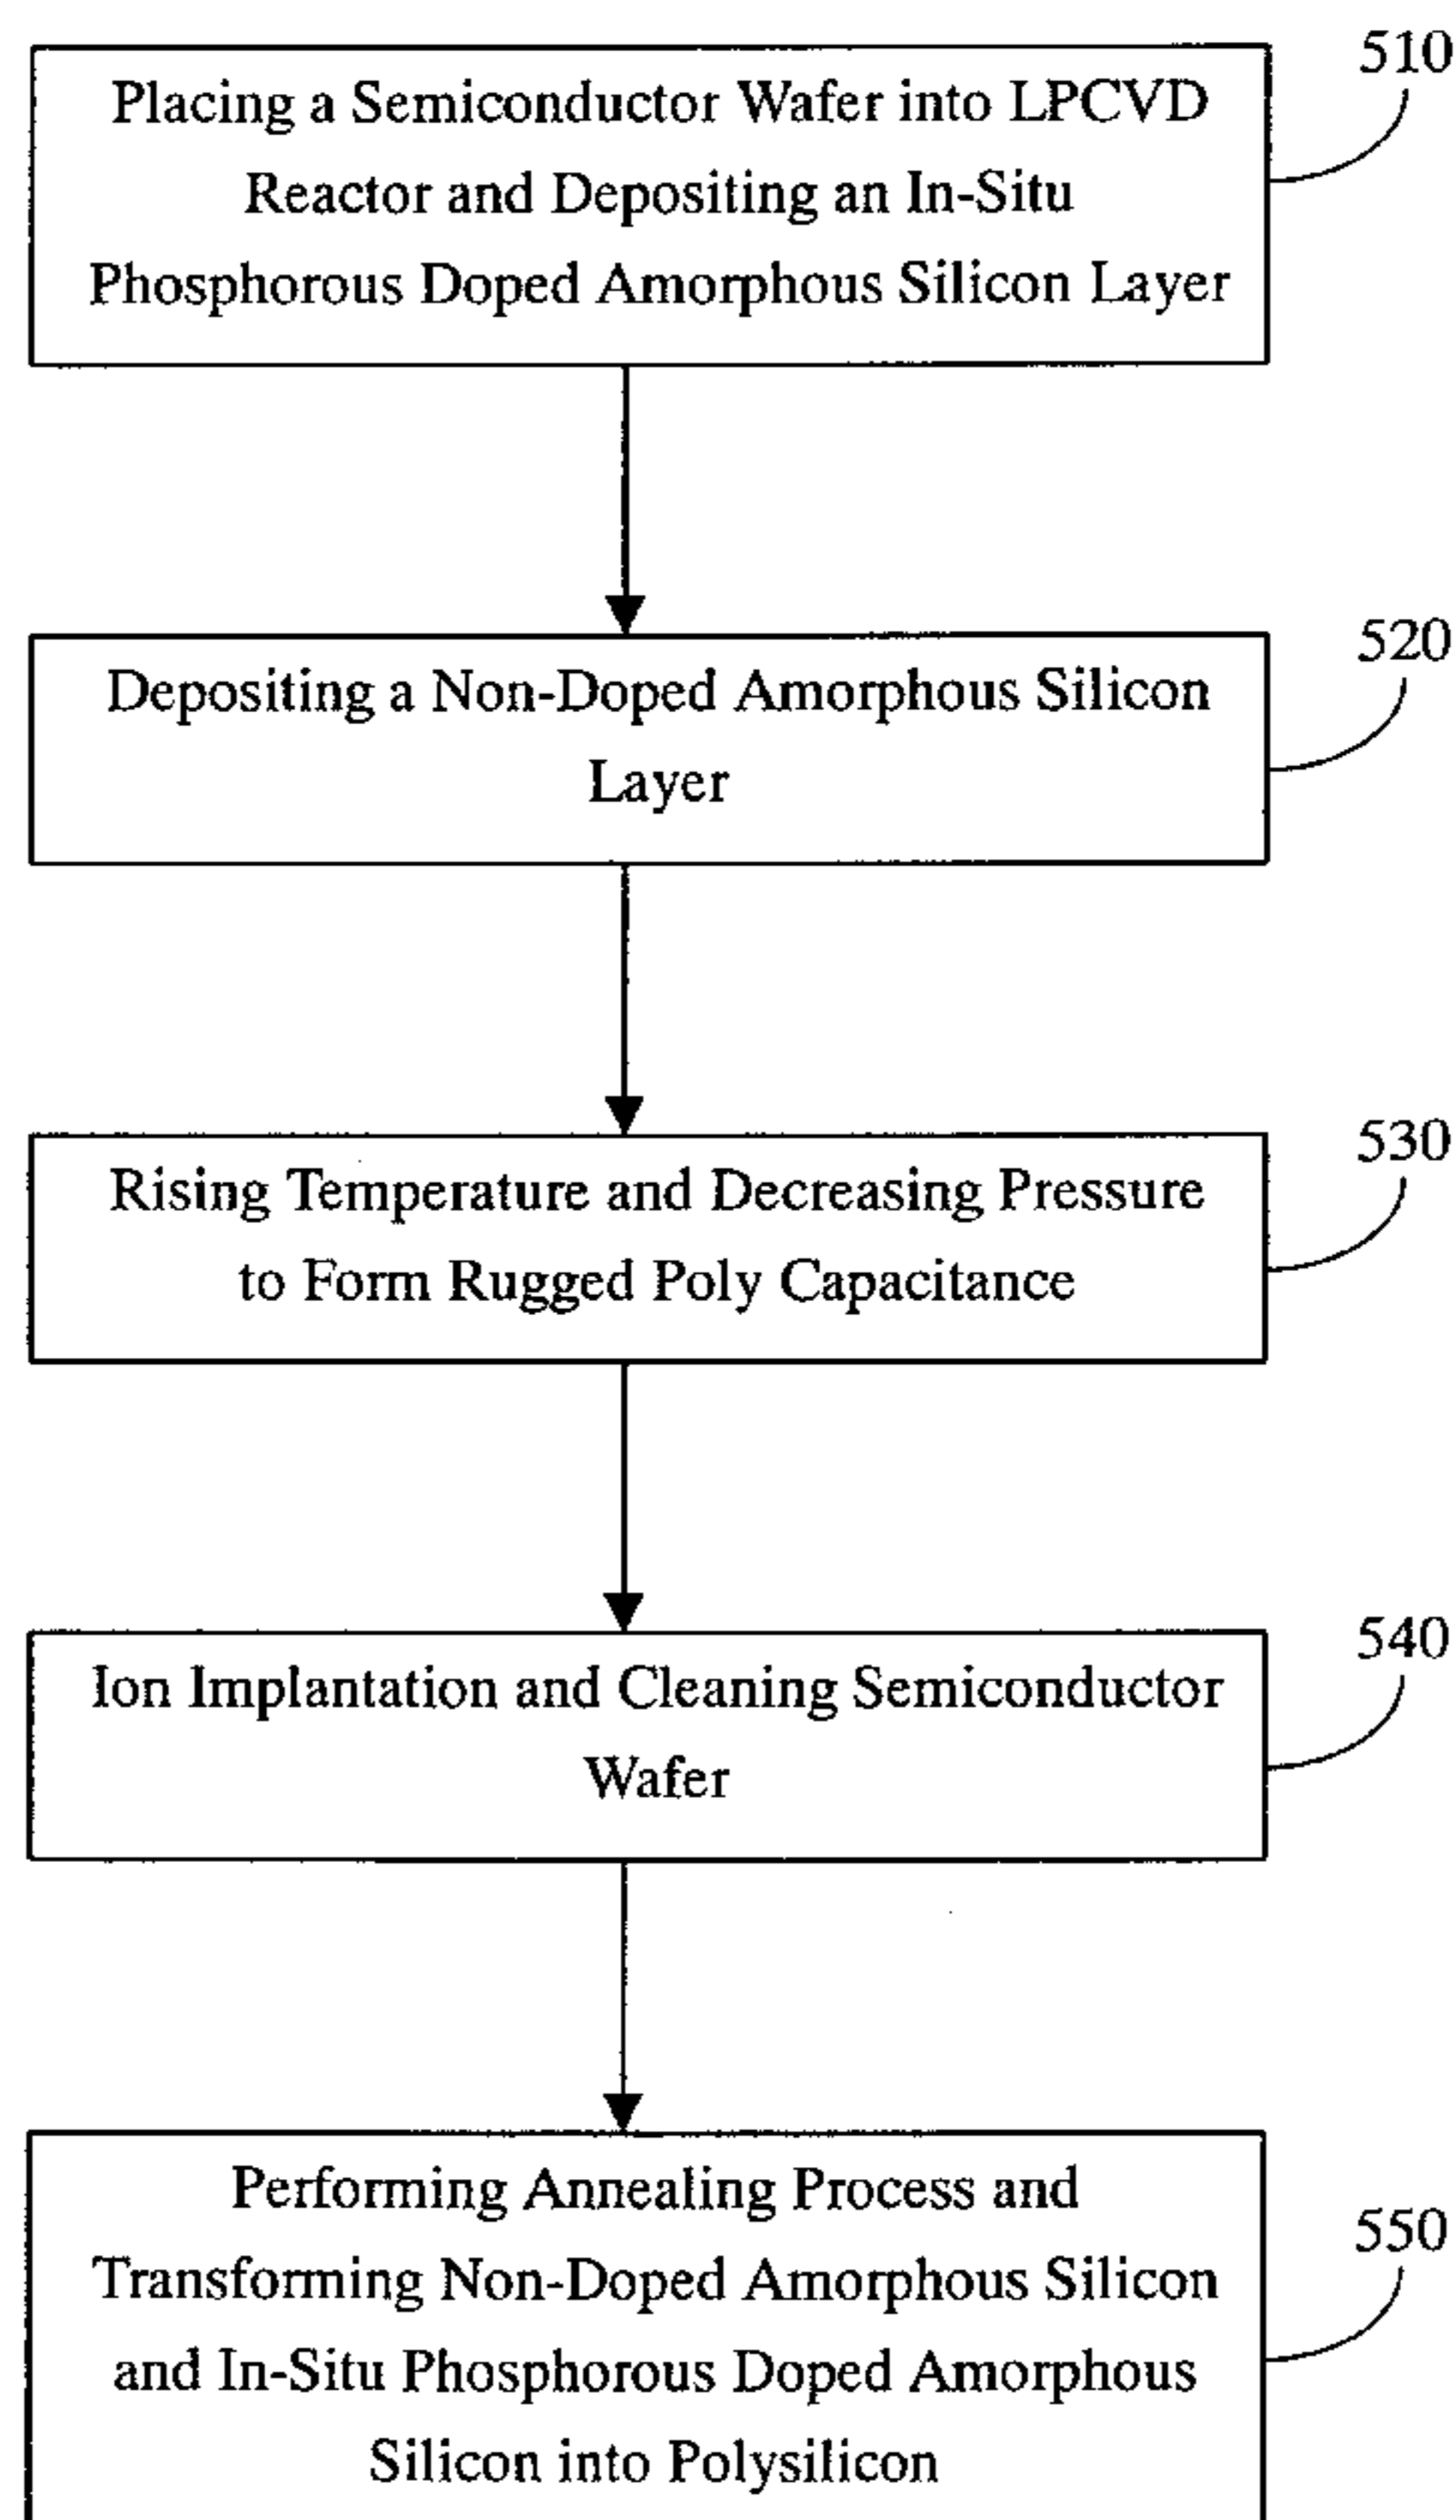 510
Placing a Semiconductor Wafer into LPCVD
Reactor and Depositing an In-Situ
Phosphorous Doped Amorphous Silicon Layer
520
Depositing a Non-Doped Amorphous Silicon
Layer
530
Rising Temperature and Decreasing Pressure
to Form Rugged Poly Capacitance
540
Ion Implantation and Cleaning Semiconductor
Wafer
550
Performing Annealing Process and
Transforming Non-Doped Amorphous Silicon
and In-Situ Phosphorous Doped Amorphous
Silicon into Polysilicon